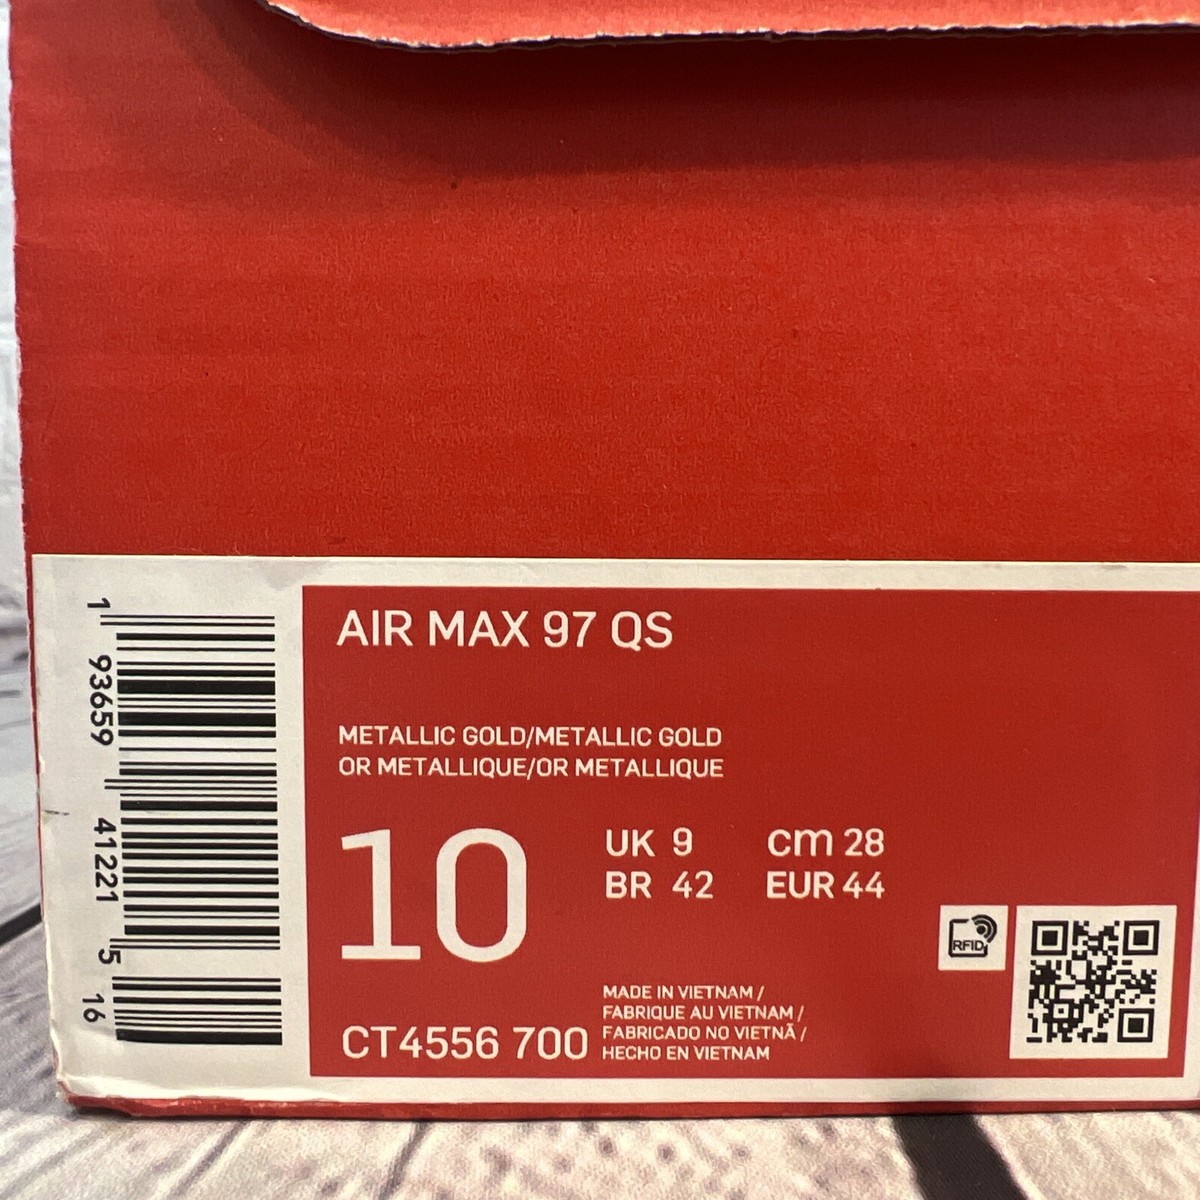 AIR MAX 97 QS
METALLIC GOLD/METALLIC GOLD
OR METALLIQUE/OR METALLIQUE
10
UK 9 cm 28
BR 42 EUR 44
RFID
MADE IN VIETNAM /
FABRIQUE AU VIETNAM /
FABRICADO NO VIETNÃ /
HECHO EN VIETNAM
CT4556 700
1 93659 41221 5 16